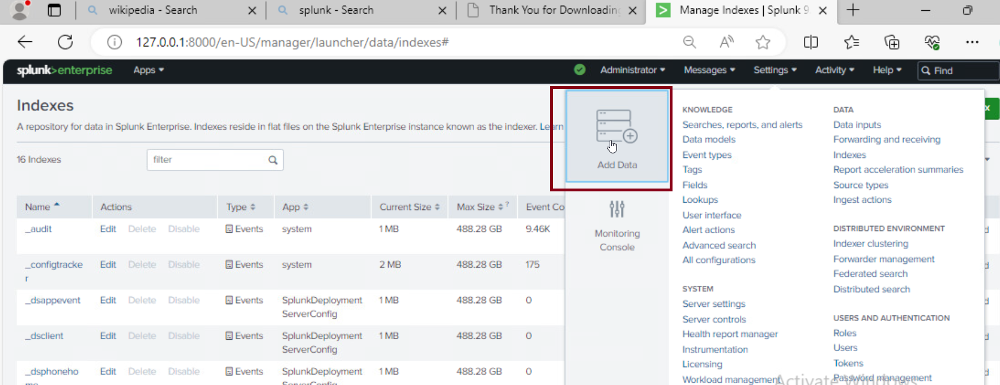 wikipedia - Search
splunk - Search
Thank You for Downloading
Manage Indexes | Splunk 9
127.0.0.1:8000/en-US/manager/launcher/data/indexes#
splunk>enterprise Apps Administrator Messages Settings Activity Help Find
Indexes
A repository for data in Splunk Enterprise. Indexes reside in flat files on the Splunk Enterprise instance known as the indexer. Learn
16 Indexes
filter
Name Actions Type App Current Size Max Size ? Event Co
_audit Edit Delete Disable Events system 1 MB 488.28 GB 9.46K
_configtracke
r
Edit Delete Disable Events system 2 MB 488.28 GB 175
_dsappevent Edit Delete Disable Events SplunkDeployment
ServerConfig
1 MB 488.28 GB 0
_dsclient Edit Delete Disable Events SplunkDeployment
ServerConfig
1 MB 488.28 GB 0
_dsphoneho
me
Edit Delete Disable Events SplunkDeployment
ServerConfig
1 MB 488.28 GB 0
Add Data
Monitoring
Console
KNOWLEDGE
Searches, reports, and alerts
Data models
Event types
Tags
Fields
Lookups
User interface
Alert actions
Advanced search
All configurations
SYSTEM
Server settings
Server controls
Health report manager
Instrumentation
Licensing
Workload management
DATA
Data inputs
Forwarding and receiving
Indexes
Report acceleration summaries
Source types
Ingest actions
DISTRIBUTED ENVIRONMENT
Indexer clustering
Forwarder management
Federated search
Distributed search
USERS AND AUTHENTICATION
Roles
Users
Tokens
Password management
Activate Windows